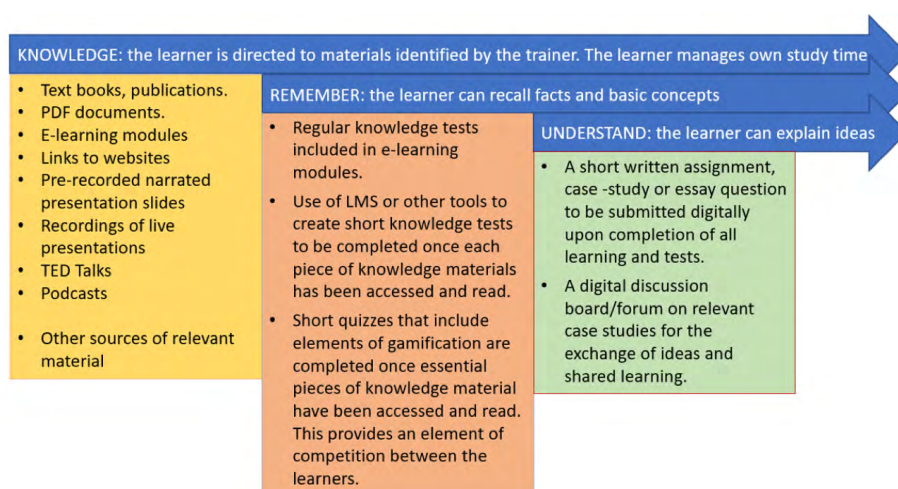 KNOWLEDGE: the learner is directed to materials identified by the trainer. The learner manages own study time
• Text books, publications.
• PDF documents.
• E-learning modules
• Links to websites
• Pre-recorded narrated
presentation slides
• Recordings of live
presentations
• TED Talks
• Podcasts
• Other sources of relevant
material
REMEMBER: the learner can recall facts and basic concepts
• Regular knowledge tests
included in e-learning
modules.
• Use of LMS or other tools to
create short knowledge tests
to be completed once each
piece of knowledge materials
has been accessed and read.
• Short quizzes that include
elements of gamification are
completed once essential
pieces of knowledge material
have been accessed and read.
This provides an element of
competition between the
learners.
UNDERSTAND: the learner can explain ideas
• A short written assignment,
case -study or essay question
to be submitted digitally
upon completion of all
learning and tests.
• A digital discussion
board/forum on relevant
case studies for the
exchange of ideas and
shared learning.